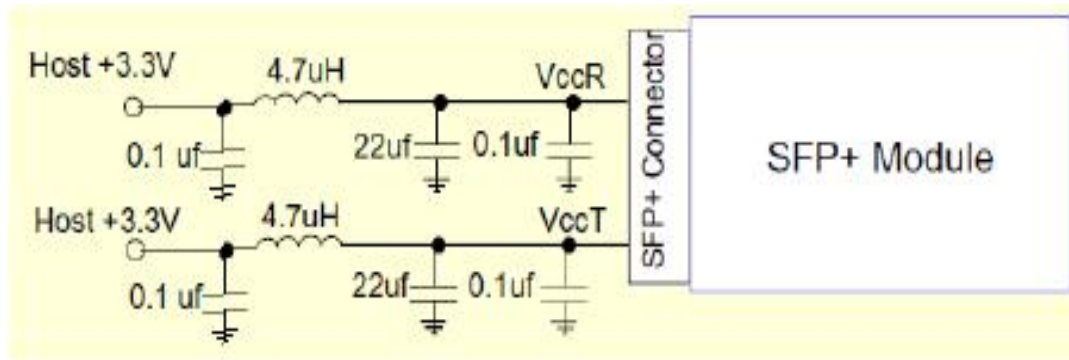 Host +3.3V
4.7uH
VccR
0.1 uf
22uf
0.1uf
Host +3.3V
4.7uH
VccT
0.1 uf
22uf
0.1uf
SFP+ Connector
SFP+ Module